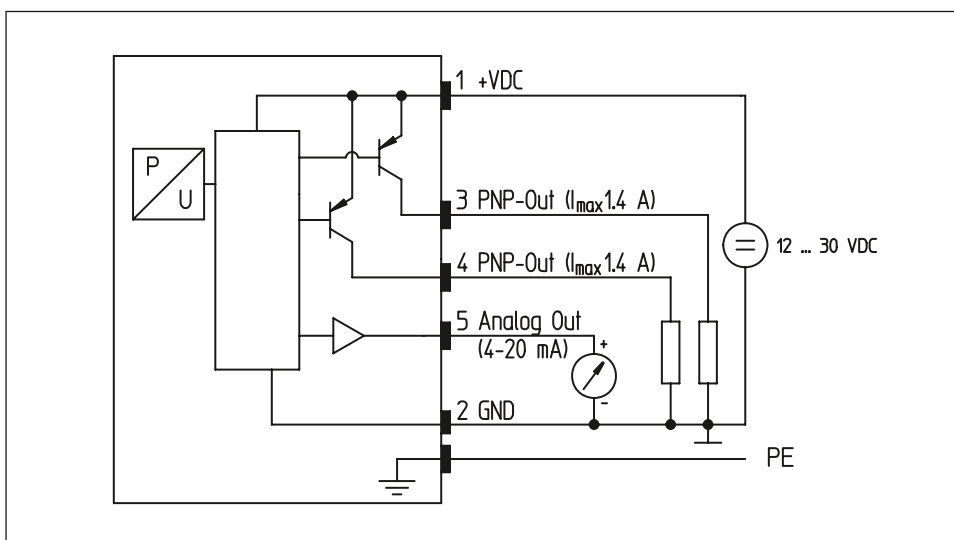 1 +VDC
P
U
3 PNP-Out (Imax 1.4 A)
12 ... 30 VDC
4 PNP-Out (Imax 1.4 A)
5 Analog Out
(4-20 mA)
+
-
2 GND
PE